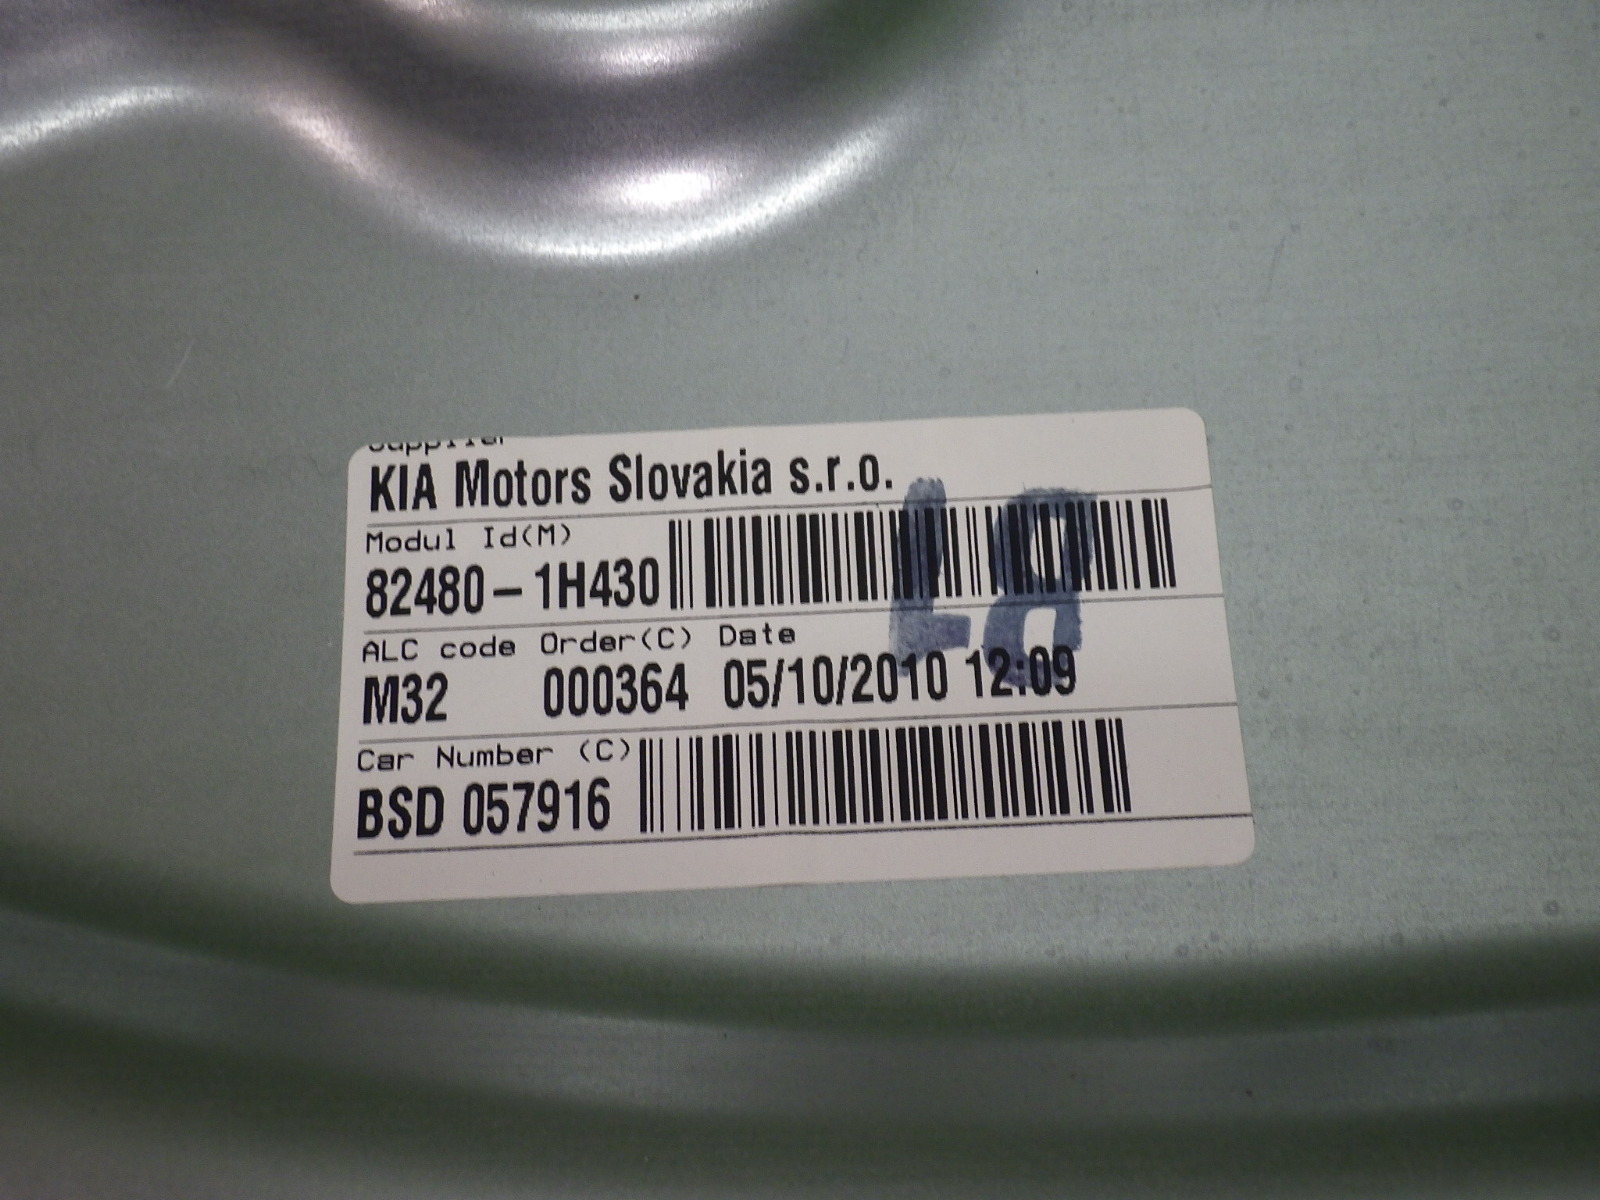 Supplier
KIA Motors Slovakia s.r.o.
Modul Id(M)
82480-1H430
ALC code Order(C) Date
M32 000364 05/10/2010 12:09
Car Number (C)
BSD 057916